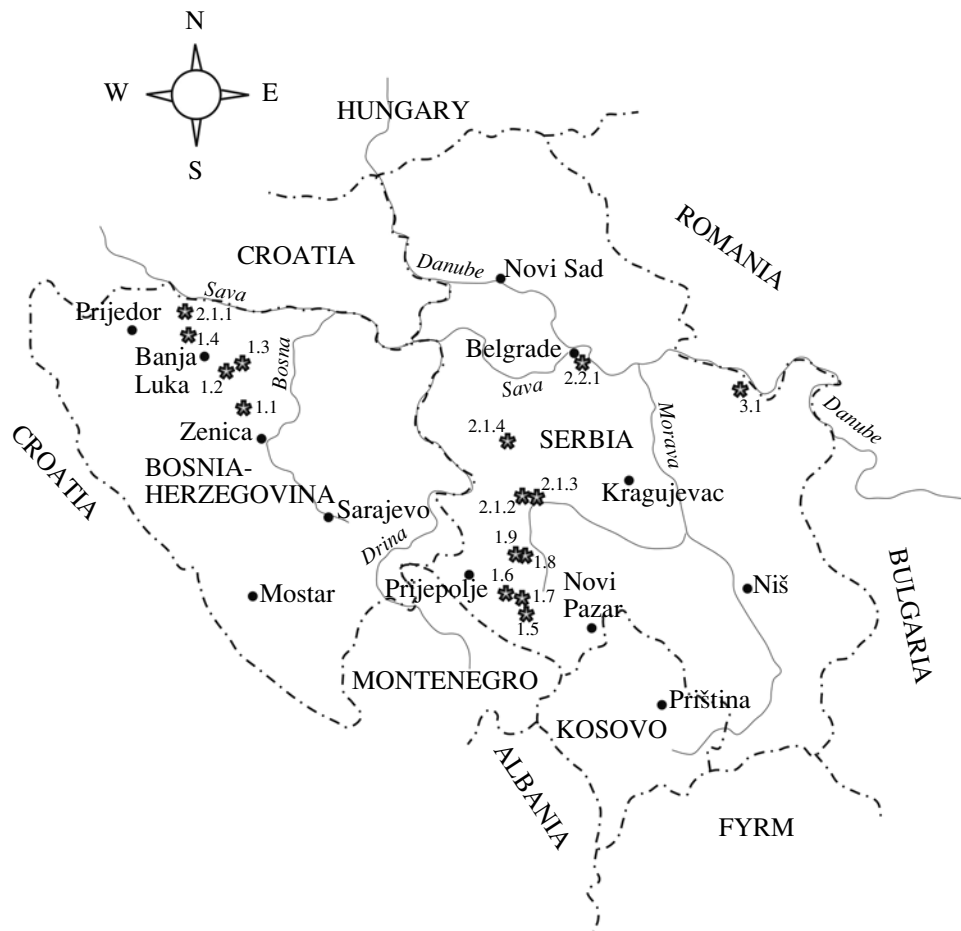 N
W
E
S
HUNGARY
ROMANIA
CROATIA
Danube
Novi Sad
Sava
Prijedor
2.1.1
1.4
Banja
Luka
1.3
1.2
Bosna
Belgrade
2.2.1
Sava
3.1
Danube
1.1
Zenica
2.1.4
SERBIA
Morava
CROATIA
BOSNIA-
HERZEGOVINA
2.1.3
2.1.2
Kragujevac
Sarajevo
Drina
1.9
1.8
BULGARIA
Prijepolje
1.6
1.7
1.5
Novi
Pazar
Niš
Mostar
MONTENEGRO
Priština
KOSOVO
ALBANIA
FYRM